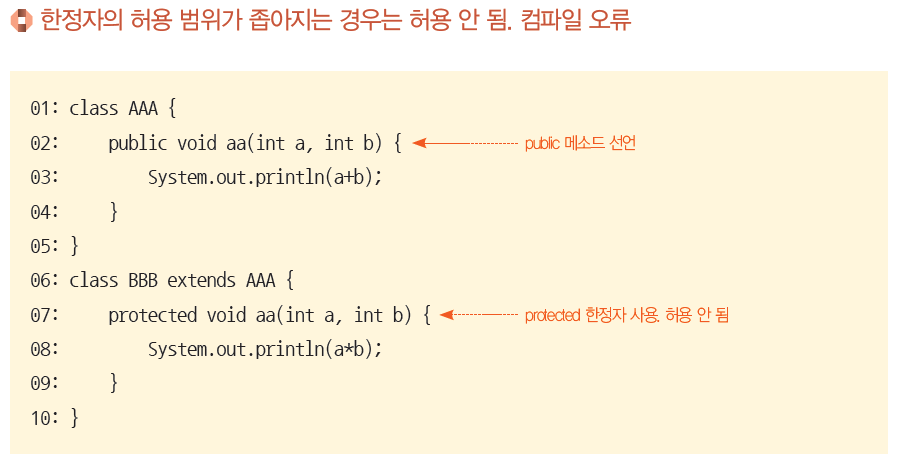 한정자의 허용 범위가 좁아지는 경우는 허용 안 됨. 컴파일 오류
01: class AAA {
02:     public void aa(int a, int b) { public 메소드 선언
03:         System.out.println(a+b);
04:     }
05: }
06: class BBB extends AAA {
07:     protected void aa(int a, int b) { protected 한정자 사용. 허용 안 됨
08:         System.out.println(a*b);
09:     }
10: }